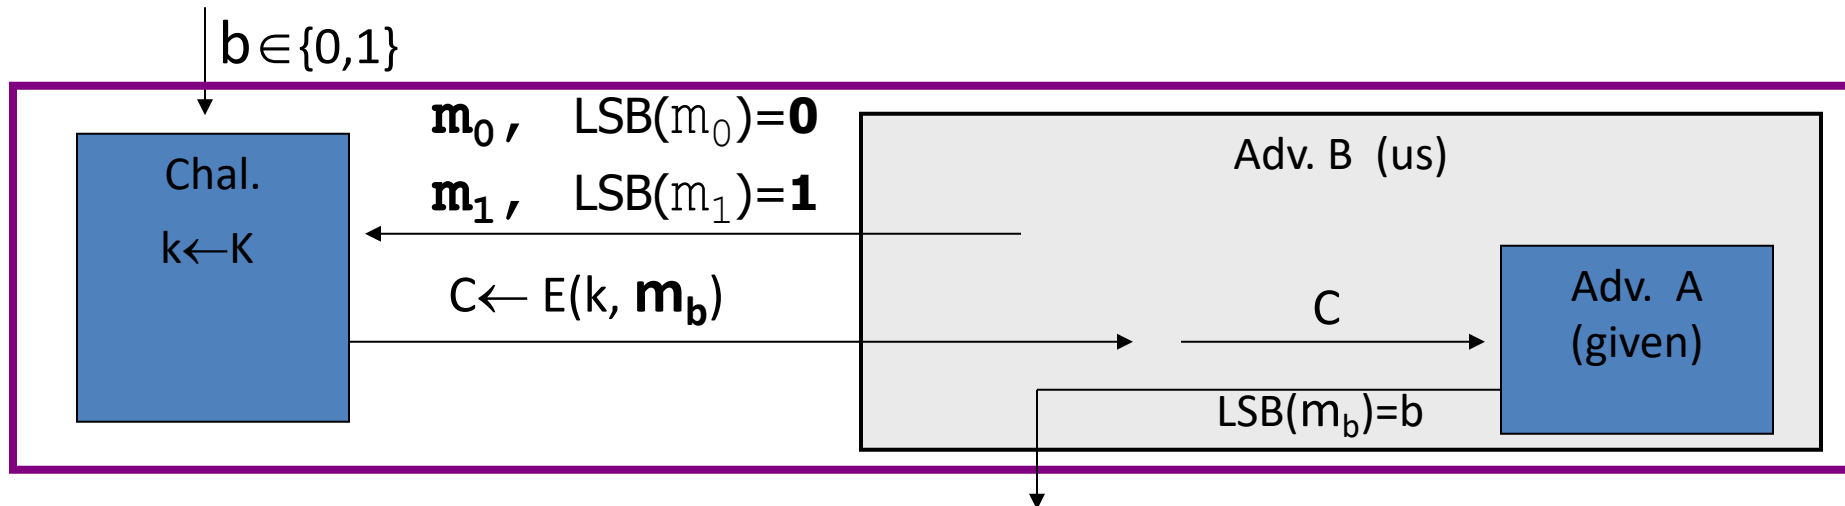 b∈{0,1}
m₀, LSB(m₀)=0
m₁, LSB(m₁)=1
Chal.
k←K
C← E(k, m_b)
Adv. B (us)
C
Adv. A
(given)
LSB(m_b)=b